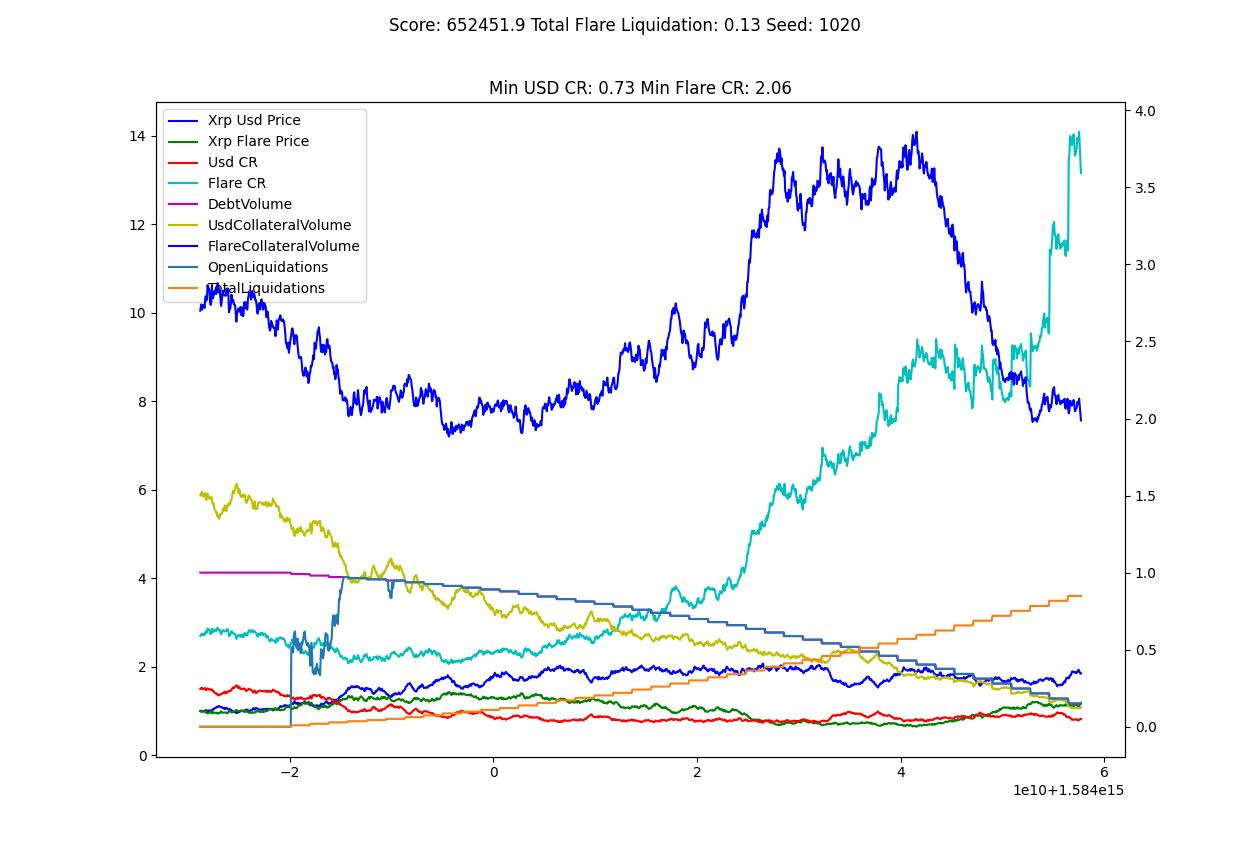 Score: 652451.9 Total Flare Liquidation: 0.13 Seed: 1020
Min USD CR: 0.73 Min Flare CR: 2.06
Xrp Usd Price
Xrp Flare Price
Usd CR
Flare CR
DebtVolume
UsdCollateralVolume
FlareCollateralVolume
OpenLiquidations
TotalLiquidations
14
12
10
8
6
4
2
0
4.0
3.5
3.0
2.5
2.0
1.5
1.0
0.5
0.0
−2 0 2 4 6
1e10+1.584e15